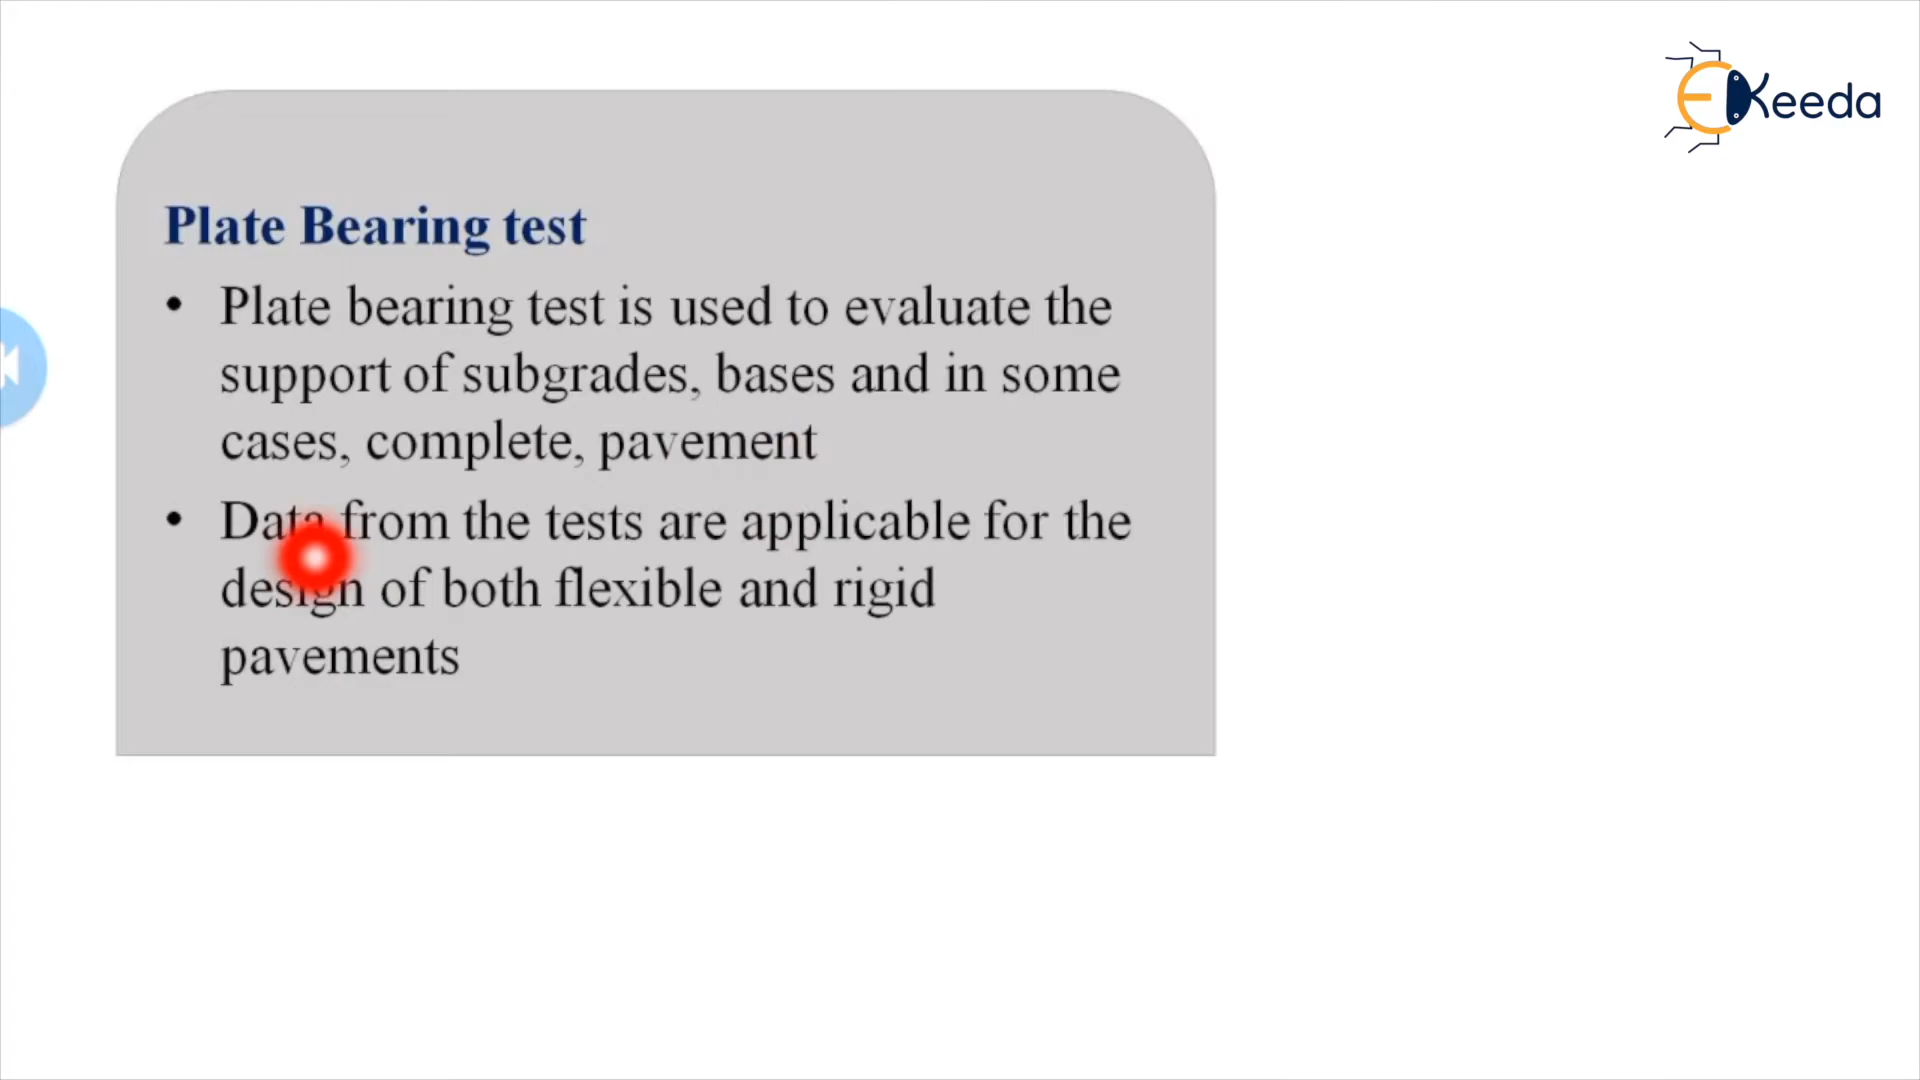 EKeeda
Plate Bearing test
• Plate bearing test is used to evaluate the
support of subgrades, bases and in some
cases, complete, pavement
• Data from the tests are applicable for the
design of both flexible and rigid
pavements